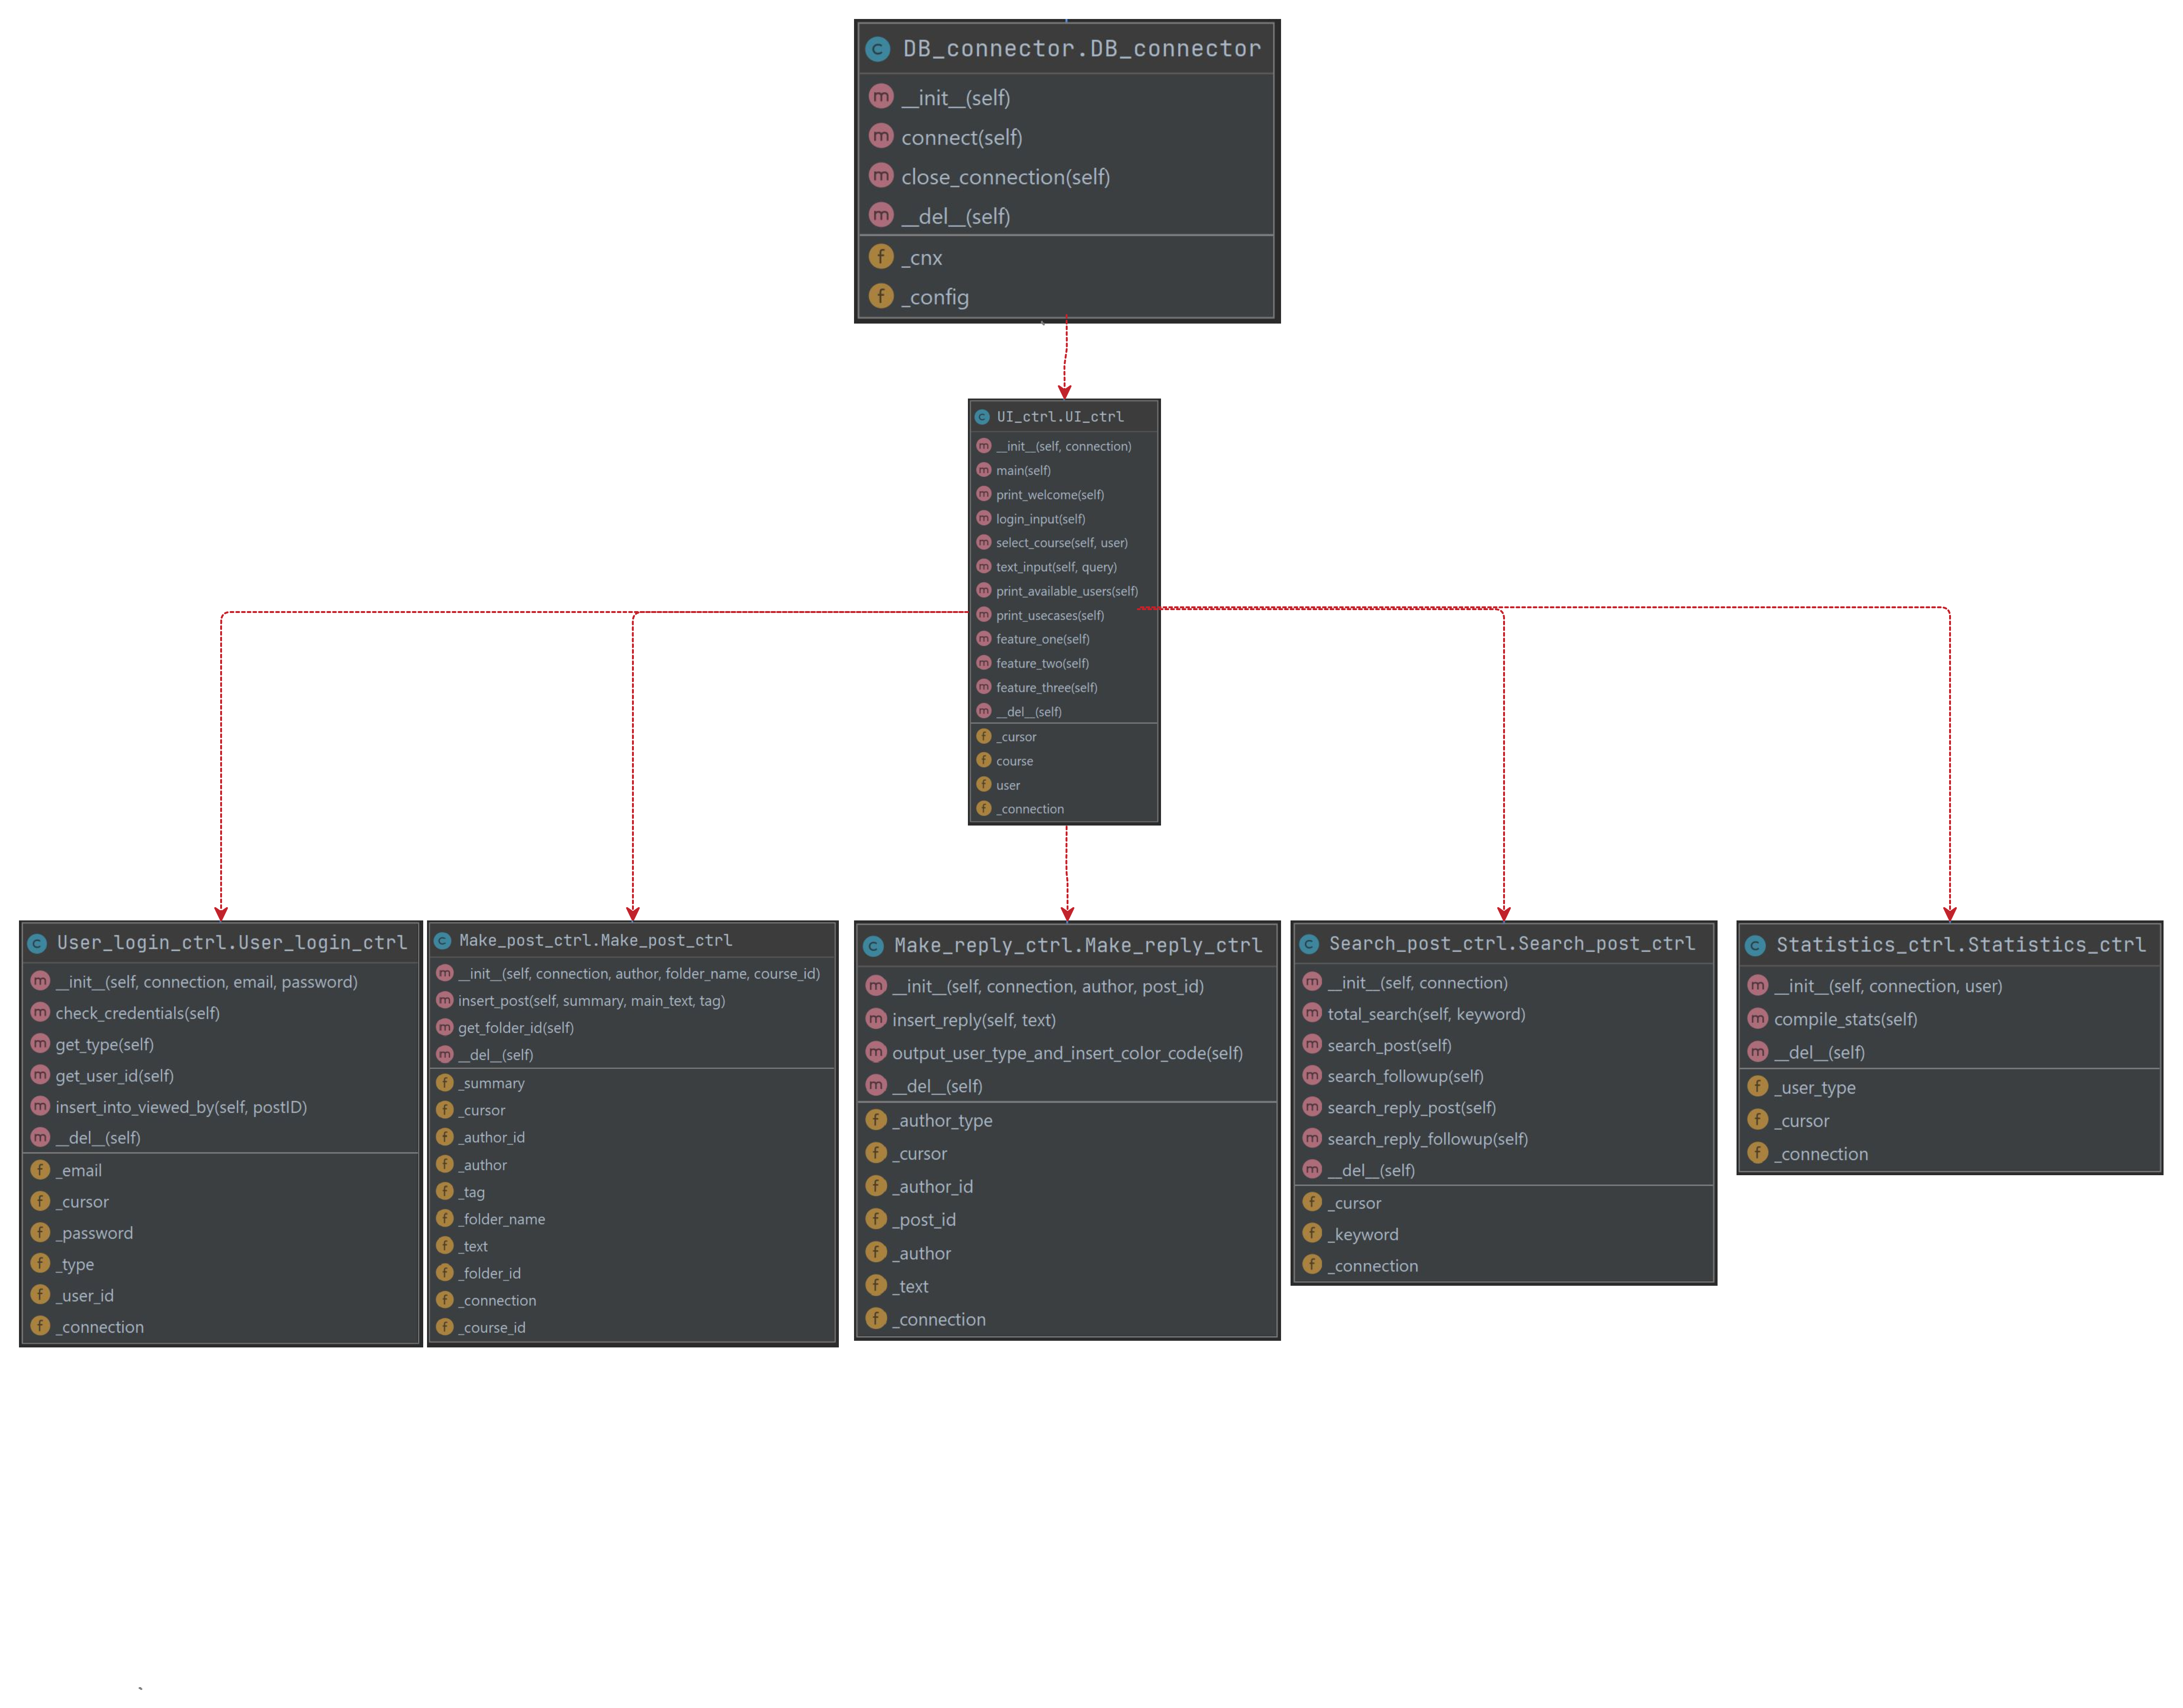 C DB_connector.DB_connector
m __init__(self)
m connect(self)
m close_connection(self)
m __del__(self)
f _cnx
f _config
C UI_ctrl.UI_ctrl
m __init__(self, connection)
m main(self)
m print_welcome(self)
m login_input(self)
m select_course(self, user)
m text_input(self, query)
m print_available_users(self)
m print_usecases(self)
m feature_one(self)
m feature_two(self)
m feature_three(self)
m __del__(self)
f _cursor
f course
f user
f _connection
C User_login_ctrl.User_login_ctrl
m __init__(self, connection, email, password)
m check_credentials(self)
m get_type(self)
m get_user_id(self)
m insert_into_viewed_by(self, postID)
m __del__(self)
f _email
f _cursor
f _password
f _type
f _user_id
f _connection
C Make_post_ctrl.Make_post_ctrl
m __init__(self, connection, author, folder_name, course_id)
m insert_post(self, summary, main_text, tag)
m get_folder_id(self)
m __del__(self)
f _summary
f _cursor
f _author_id
f _author
f _tag
f _folder_name
f _text
f _folder_id
f _connection
f _course_id
C Make_reply_ctrl.Make_reply_ctrl
m __init__(self, connection, author, post_id)
m insert_reply(self, text)
m output_user_type_and_insert_color_code(self)
m __del__(self)
f _author_type
f _cursor
f _author_id
f _post_id
f _author
f _text
f _connection
C Search_post_ctrl.Search_post_ctrl
m __init__(self, connection)
m total_search(self, keyword)
m search_post(self)
m search_followup(self)
m search_reply_post(self)
m search_reply_followup(self)
m __del__(self)
f _cursor
f _keyword
f _connection
C Statistics_ctrl.Statistics_ctrl
m __init__(self, connection, user)
m compile_stats(self)
m __del__(self)
f _user_type
f _cursor
f _connection